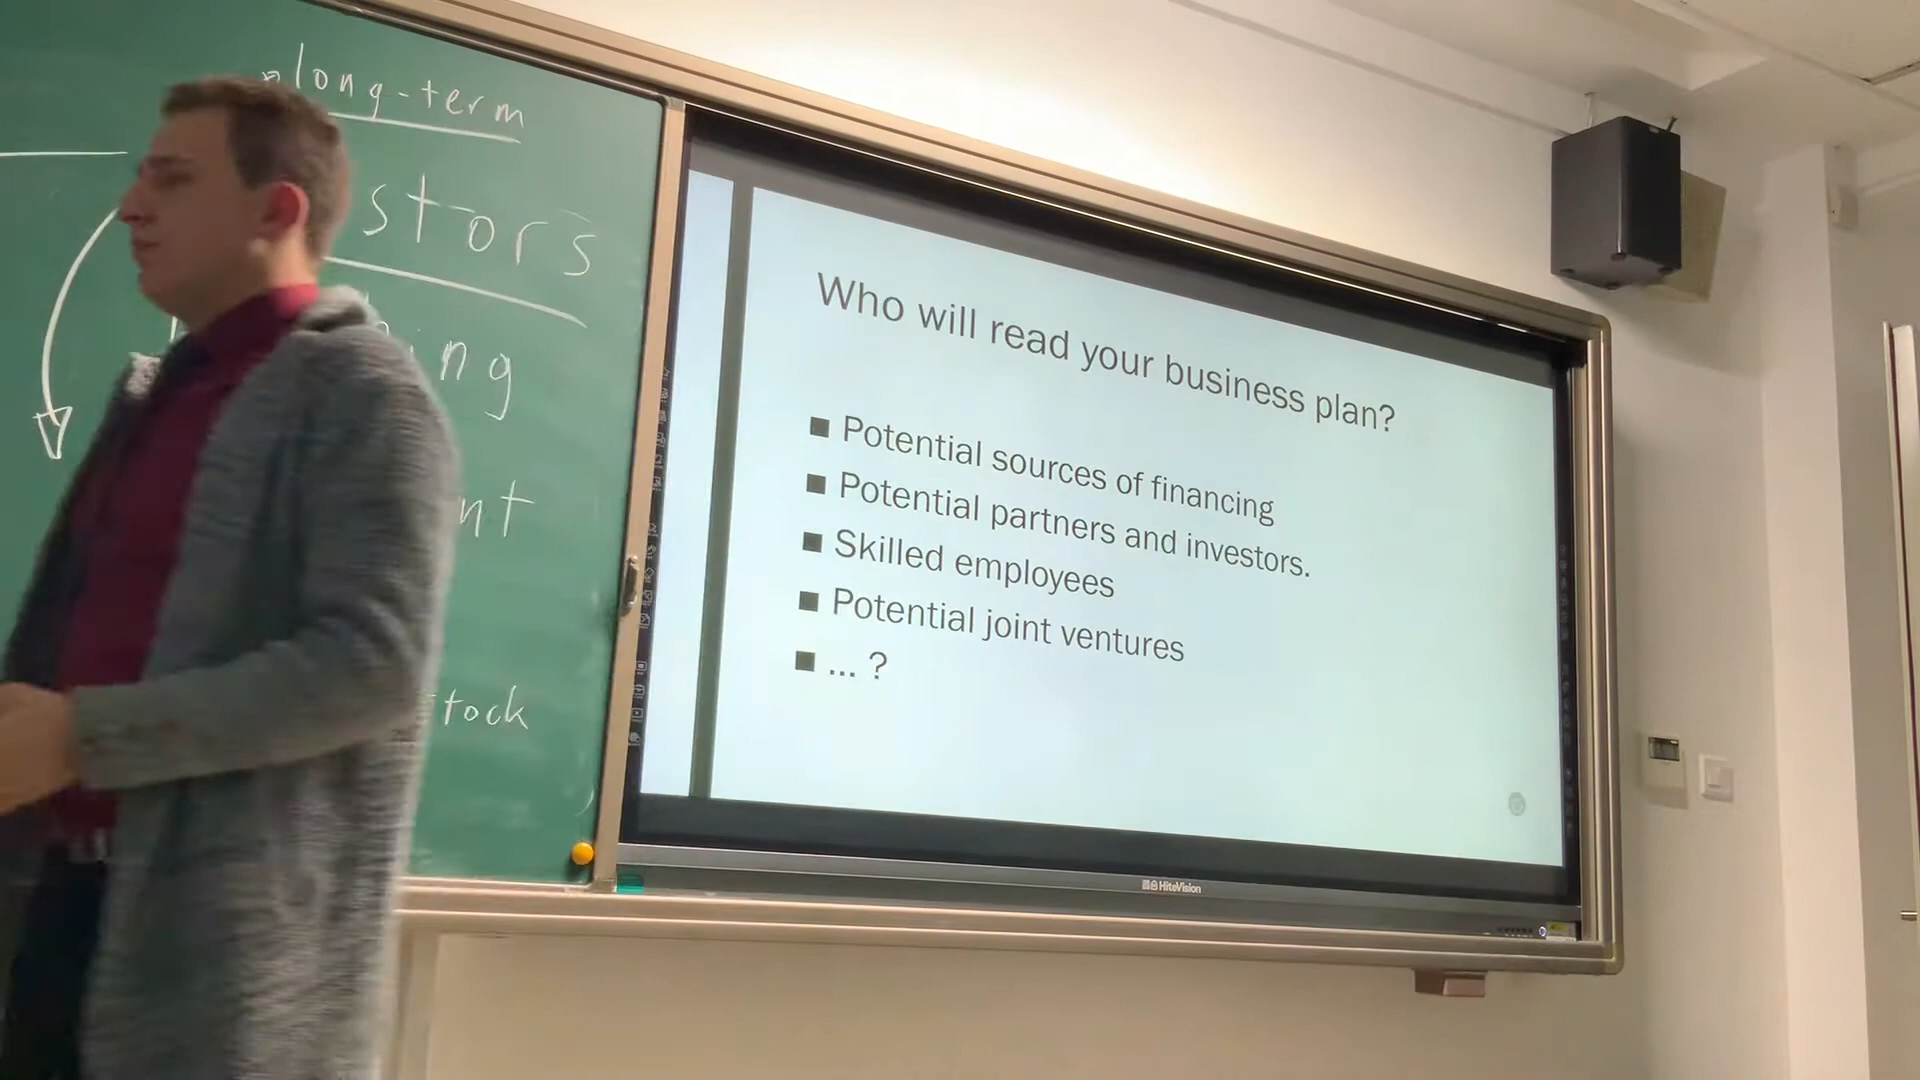 long-term
stors
ing
nt
tock
Who will read your business plan?
■ Potential sources of financing
■ Potential partners and investors.
■ Skilled employees
■ Potential joint ventures
■ ... ?
HiteVision